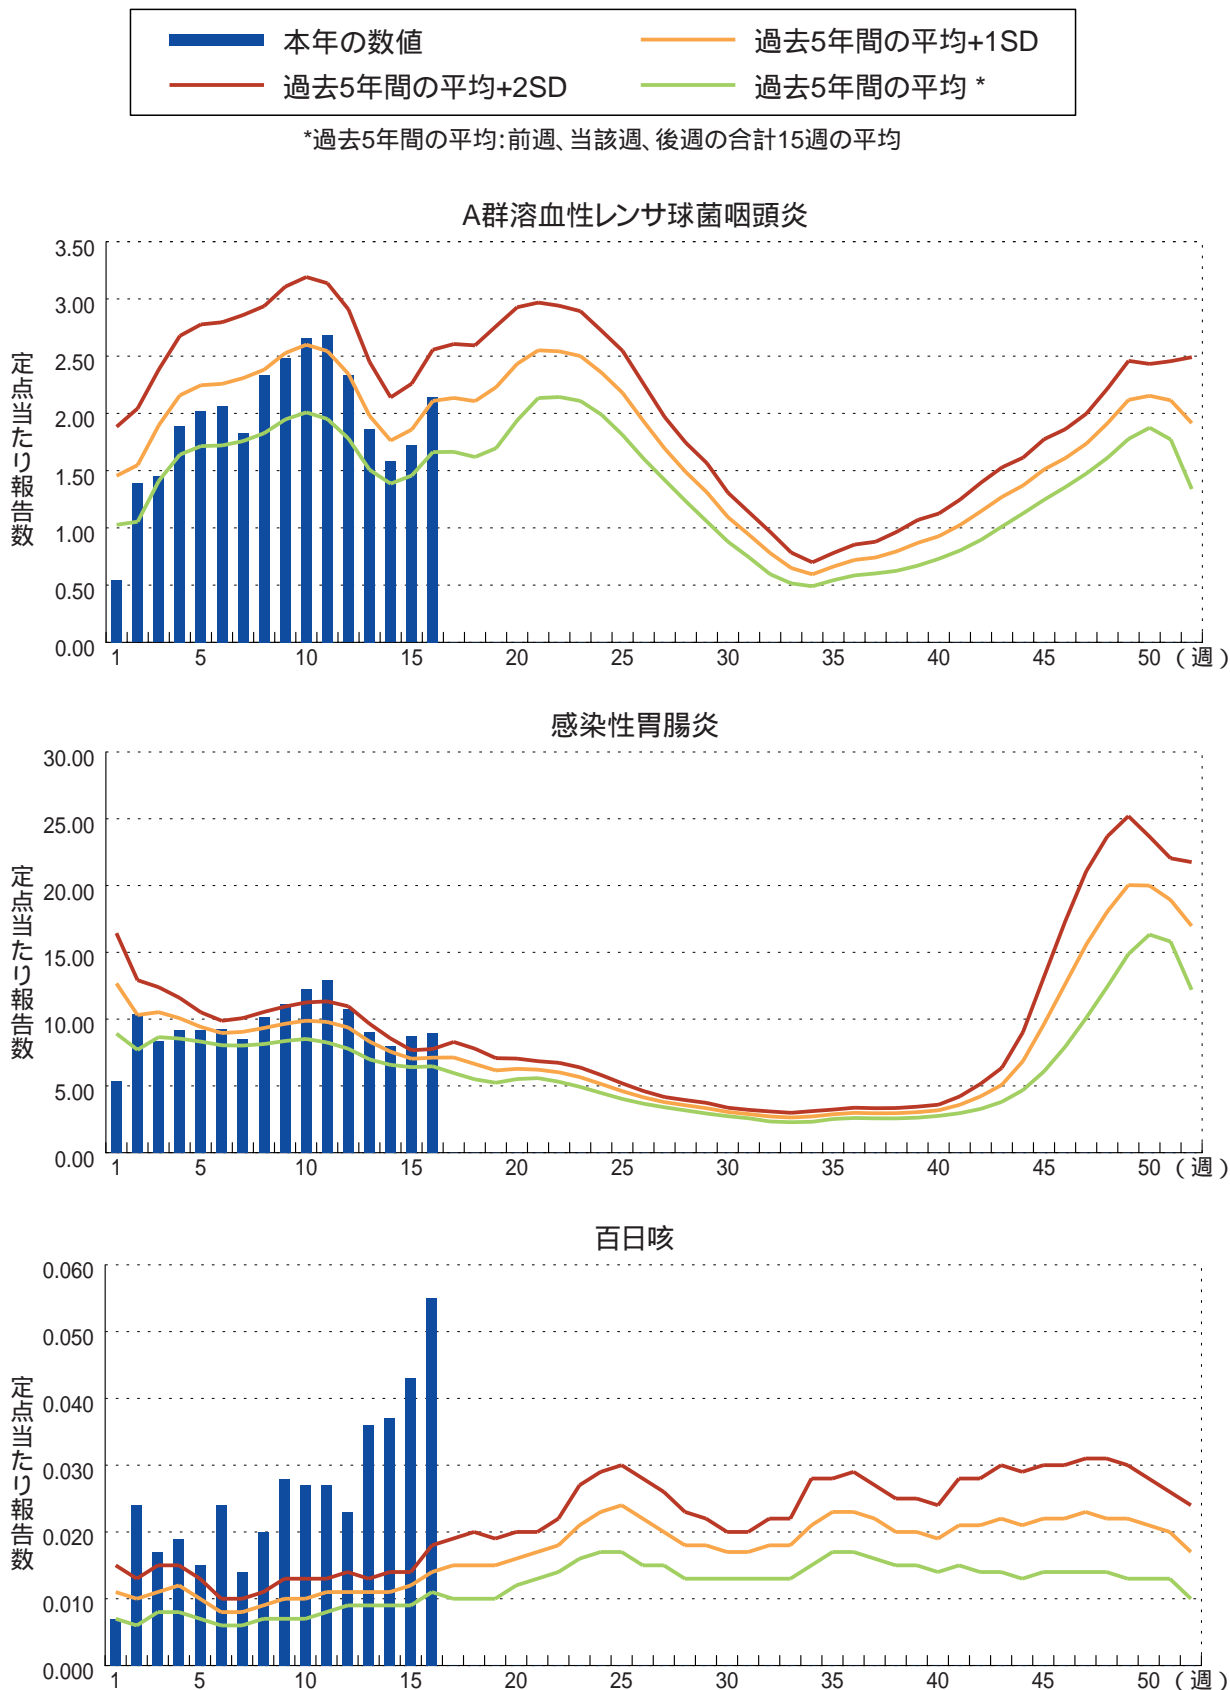 本年の数値
過去5年間の平均+1SD
過去5年間の平均+2SD
過去5年間の平均 *
*過去5年間の平均:前週、当該週、後週の合計15週の平均
A群溶血性レンサ球菌咽頭炎
定点当たり報告数
3.50
3.00
2.50
2.00
1.50
1.00
0.50
0.00
1 5 10 15 20 25 30 35 40 45 50 (週)
感染性胃腸炎
定点当たり報告数
30.00
25.00
20.00
15.00
10.00
5.00
0.00
1 5 10 15 20 25 30 35 40 45 50 (週)
百日咳
定点当たり報告数
0.060
0.050
0.040
0.030
0.020
0.010
0.000
1 5 10 15 20 25 30 35 40 45 50 (週)